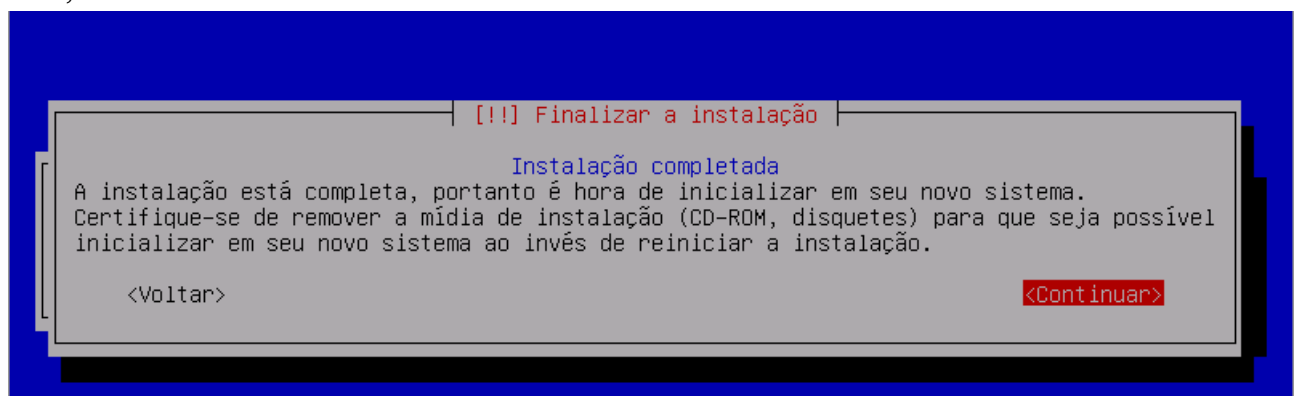 [!!] Finalizar a instalação
Instalação completada
A instalação está completa, portanto é hora de inicializar em seu novo sistema.
Certifique-se de remover a mídia de instalação (CD-ROM, disquetes) para que seja possível
inicializar em seu novo sistema ao invés de reiniciar a instalação.
<Voltar> <Continuar>